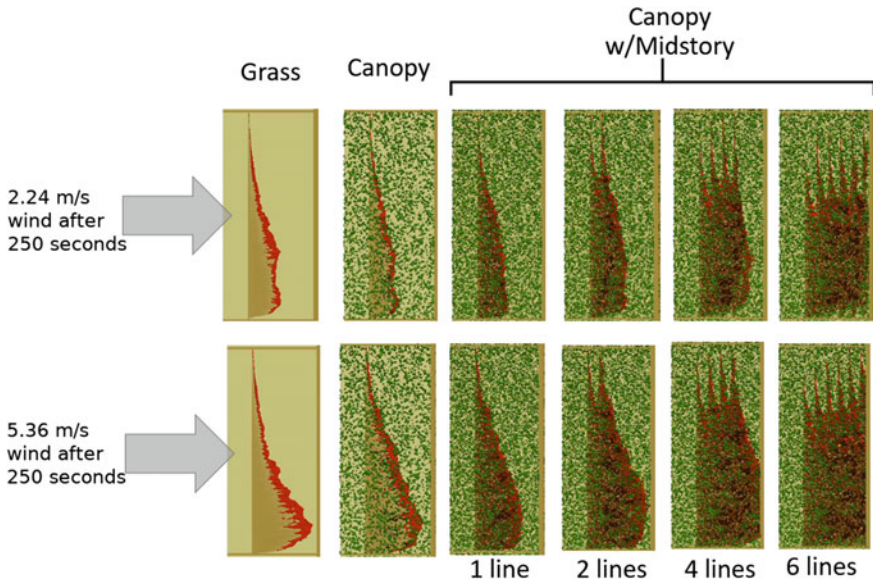 Canopy
w/Midstory
Grass
Canopy
2.24 m/s
wind after
250 seconds
5.36 m/s
wind after
250 seconds
1 line
2 lines
4 lines
6 lines